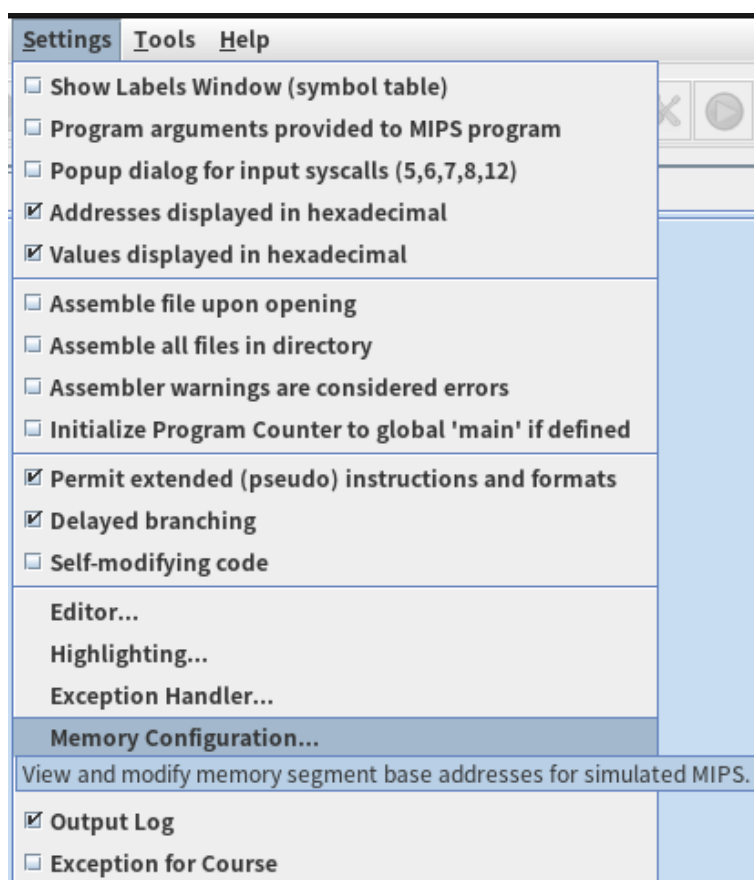 Settings Tools Help
Show Labels Window (symbol table)
Program arguments provided to MIPS program
Popup dialog for input syscalls (5,6,7,8,12)
Addresses displayed in hexadecimal
Values displayed in hexadecimal
Assemble file upon opening
Assemble all files in directory
Assembler warnings are considered errors
Initialize Program Counter to global 'main' if defined
Permit extended (pseudo) instructions and formats
Delayed branching
Self-modifying code
Editor...
Highlighting...
Exception Handler...
Memory Configuration...
View and modify memory segment base addresses for simulated MIPS.
Output Log
Exception for Course